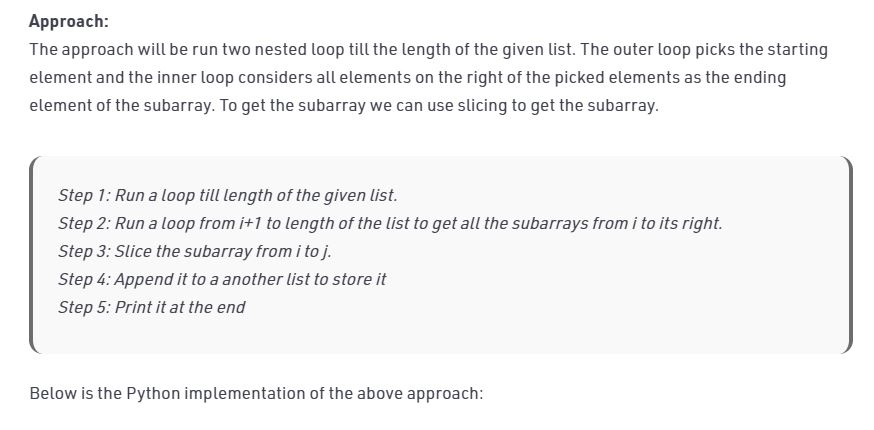 Approach:
The approach will be run two nested loop till the length of the given list. The outer loop picks the starting
element and the inner loop considers all elements on the right of the picked elements as the ending
element of the subarray. To get the subarray we can use slicing to get the subarray.
Step 1: Run a loop till length of the given list.
Step 2: Run a loop from i+1 to length of the list to get all the subarrays from i to its right.
Step 3: Slice the subarray from i to j.
Step 4: Append it to a another list to store it
Step 5: Print it at the end
Below is the Python implementation of the above approach: